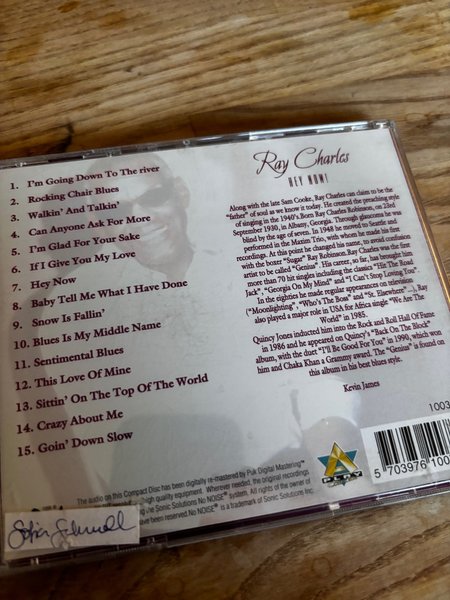 1. I'm Going Down To The river
2. Rocking Chair Blues
3. Walkin' And Talkin'
4. Can Anyone Ask For More
5. I'm Glad For Your Sake
6. If I Give You My Love
7. Hey Now
8. Baby Tell Me What I Have Done
9. Snow Is Fallin'
10. Blues Is My Middle Name
11. Sentimental Blues
12. This Love Of Mine
13. Sittin' On The Top Of The World
14. Crazy About Me
15. Goin' Down Slow
Ray Charles
HEY NOW!
Along with the late Sam Cooke, Ray Charles can claim to be the
"father" of soul as we know it today. He created the preaching style
of singing in the 1940's.Born Ray Charles Robinson, on 23rd
September 1930, in Albany, Georgia. Through glaucoma he was
blind by the age of seven. In 1948 he moved to Seattle and
performed in the Maxim Trio, with whom he made his first
recordings. At this point he changed his name, to avoid confusion
with the boxer "Sugar" Ray Robinson. Ray Charles was the first
artist to be called "Genius". His career, so far, has brought him
more than 70 hit singles including the classics "Hit The Road
Jack", "Georgia On My Mind" and "I Can't Stop Loving You".
In the eighties he made regular appearances on television
("Moonlighting", "Who's The Boss" and "St. Elsewhere"...), Ray
also played a major role in USA for Africa single "We Are The
World" in 1985.
Quincy Jones inducted him into the Rock and Roll Hall Of Fame
in 1986 and he appeared on Quincy's "Back On The Block"
album, with the duet "I'll Be Good For You" in 1990, which won
him and Chaka Khan a Grammy award. The "Genius" is found on
this album in his best blues style.
Kevin James
1003
5 703976 100
The audio on this Compact Disc has been digitally re-mastered by Puk Digital Mastering
high quality equipment. Wherever needed, the original recordings
the Sonic Solutions No NOISE® system. All rights of the owner of
have been reserved. No NOISE® is a trademark of Sonic Solutions Inc.